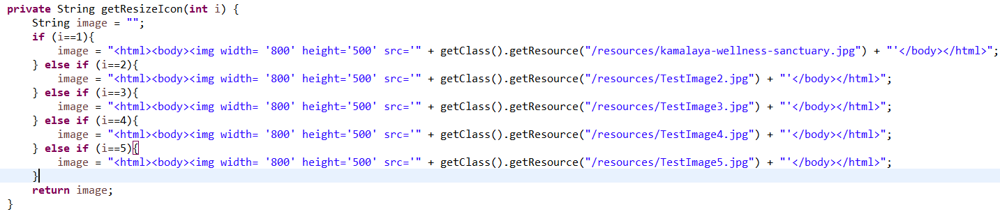 private String getResizeIcon(int i) {
String image = "";
if (i==1){
image = "<html><body><img width= '800' height='500' src='" + getClass().getResource("/resources/kamalaya-wellness-sanctuary.jpg") + "'</body></html>";
} else if (i==2){
image = "<html><body><img width= '800' height='500' src='" + getClass().getResource("/resources/TestImage2.jpg") + "'</body></html>";
} else if (i==3){
image = "<html><body><img width= '800' height='500' src='" + getClass().getResource("/resources/TestImage3.jpg") + "'</body></html>";
} else if (i==4){
image = "<html><body><img width= '800' height='500' src='" + getClass().getResource("/resources/TestImage4.jpg") + "'</body></html>";
} else if (i==5){
image = "<html><body><img width= '800' height='500' src='" + getClass().getResource("/resources/TestImage5.jpg") + "'</body></html>";
}
return image;
}